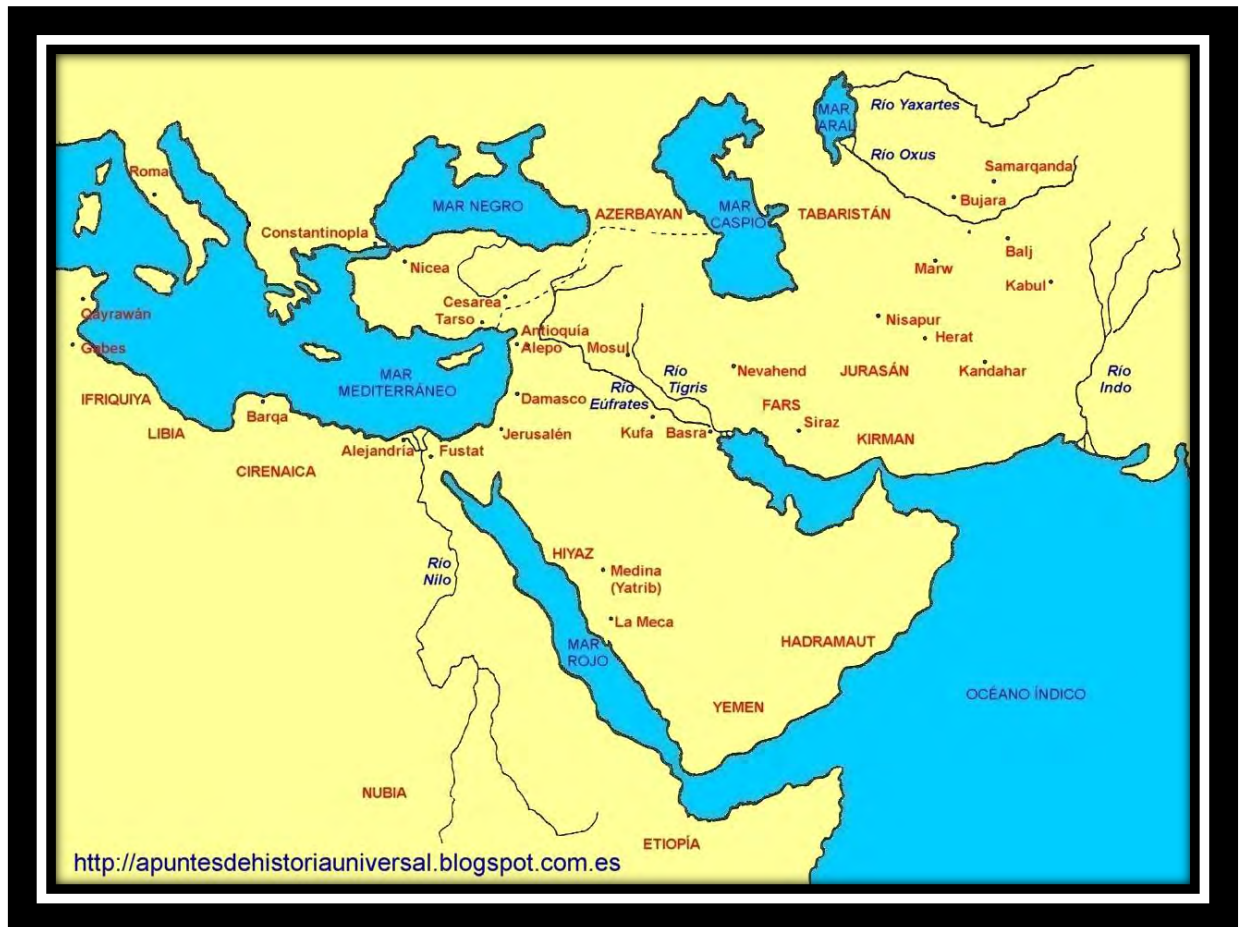 Río Yaxartes
MAR
ARAL
Río Oxus
Samarqanda
Roma
Bujara
MAR NEGRO
AZERBAYAN
MAR
CASPIO
TABARISTÁN
Constantinopla
Balj
Nicea
Marw
Kabul
Cesarea
Tarso
Qayrawán
Nisapur
Antioquía
Herat
Gabes
Alepo
Mosul
Río
Tigris
Nevahend
JURASÁN
Kandahar
Río
Indo
MAR
MEDITERRÁNEO
Río
Eúfrates
IFRIQUIYA
Damasco
FARS
Barqa
Siraz
LIBIA
Jerusalén
Kufa
Basra
KIRMAN
Alejandría
Fustat
CIRENAICA
HIYAZ
Río
Nilo
Medina
(Yatrib)
La Meca
MAR
ROJO
HADRAMAUT
OCÉANO ÍNDICO
YEMEN
NUBIA
ETIOPÍA
http://apuntesdehistoriauniversal.blogspot.com.es